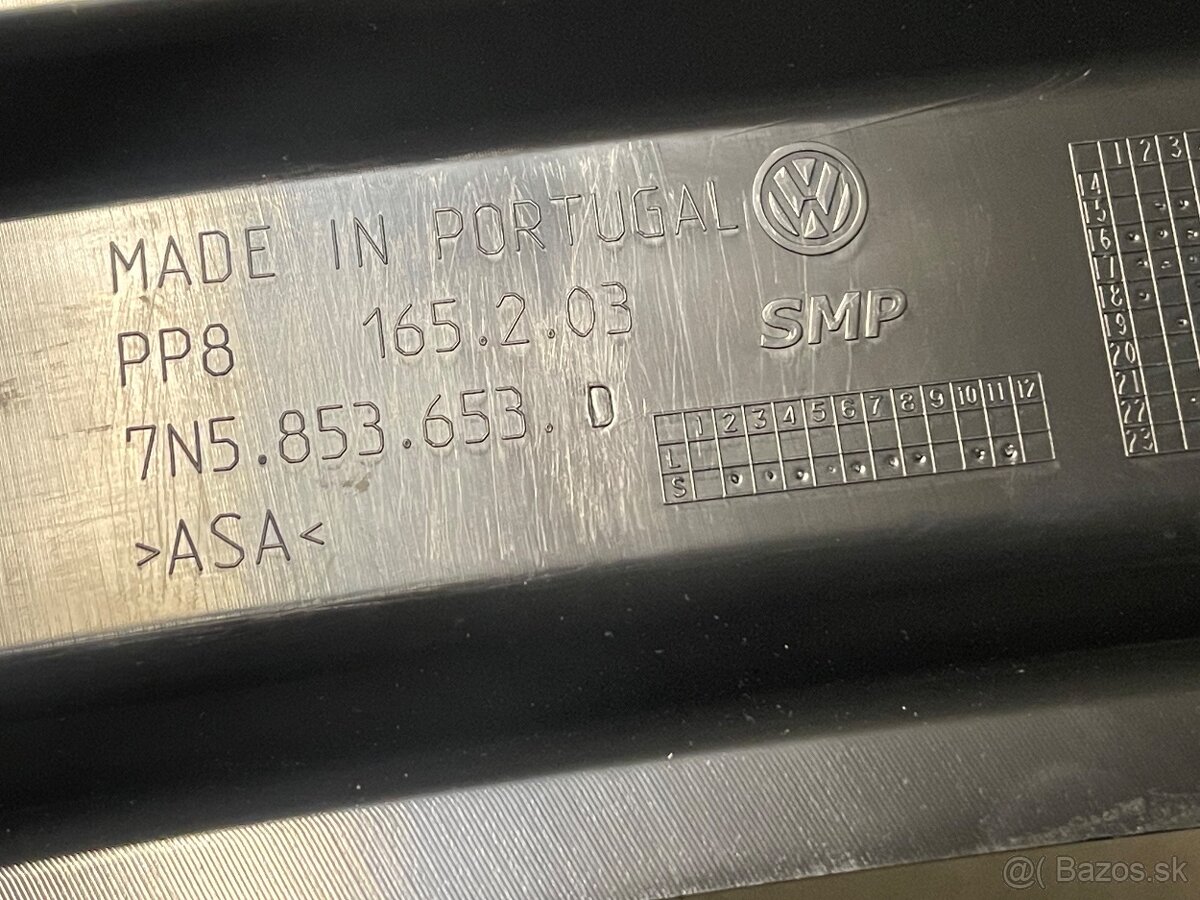 MADE IN PORTUGAL
PP8 165.2.03
SMP
7N5.853.653. D
>ASA<
1 2 3 4 5 6 7 8 9 10 11 12
L
S
1 2 3
4
15
16
17
18
19
20
21
22
23
@( Bazos.sk